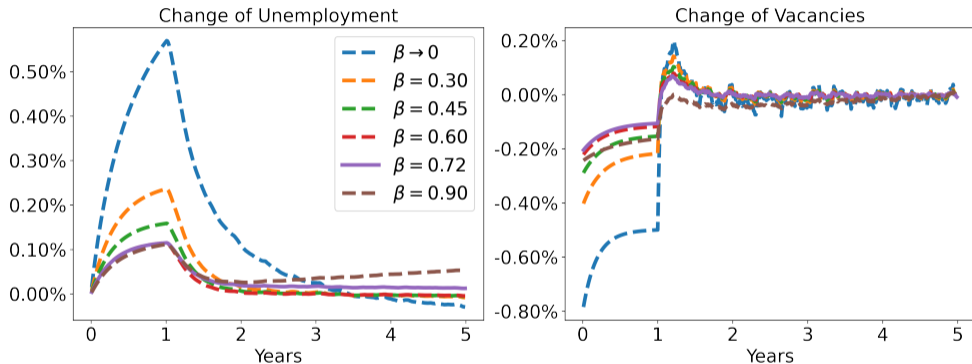 Change of Unemployment
0.50%
0.40%
0.30%
0.20%
0.10%
0.00%
β → 0
β = 0.30
β = 0.45
β = 0.60
β = 0.72
β = 0.90
0 1 2 3 4 5
Years
Change of Vacancies
0.20%
0.00%
-0.20%
-0.40%
-0.60%
-0.80%
0 1 2 3 4 5
Years